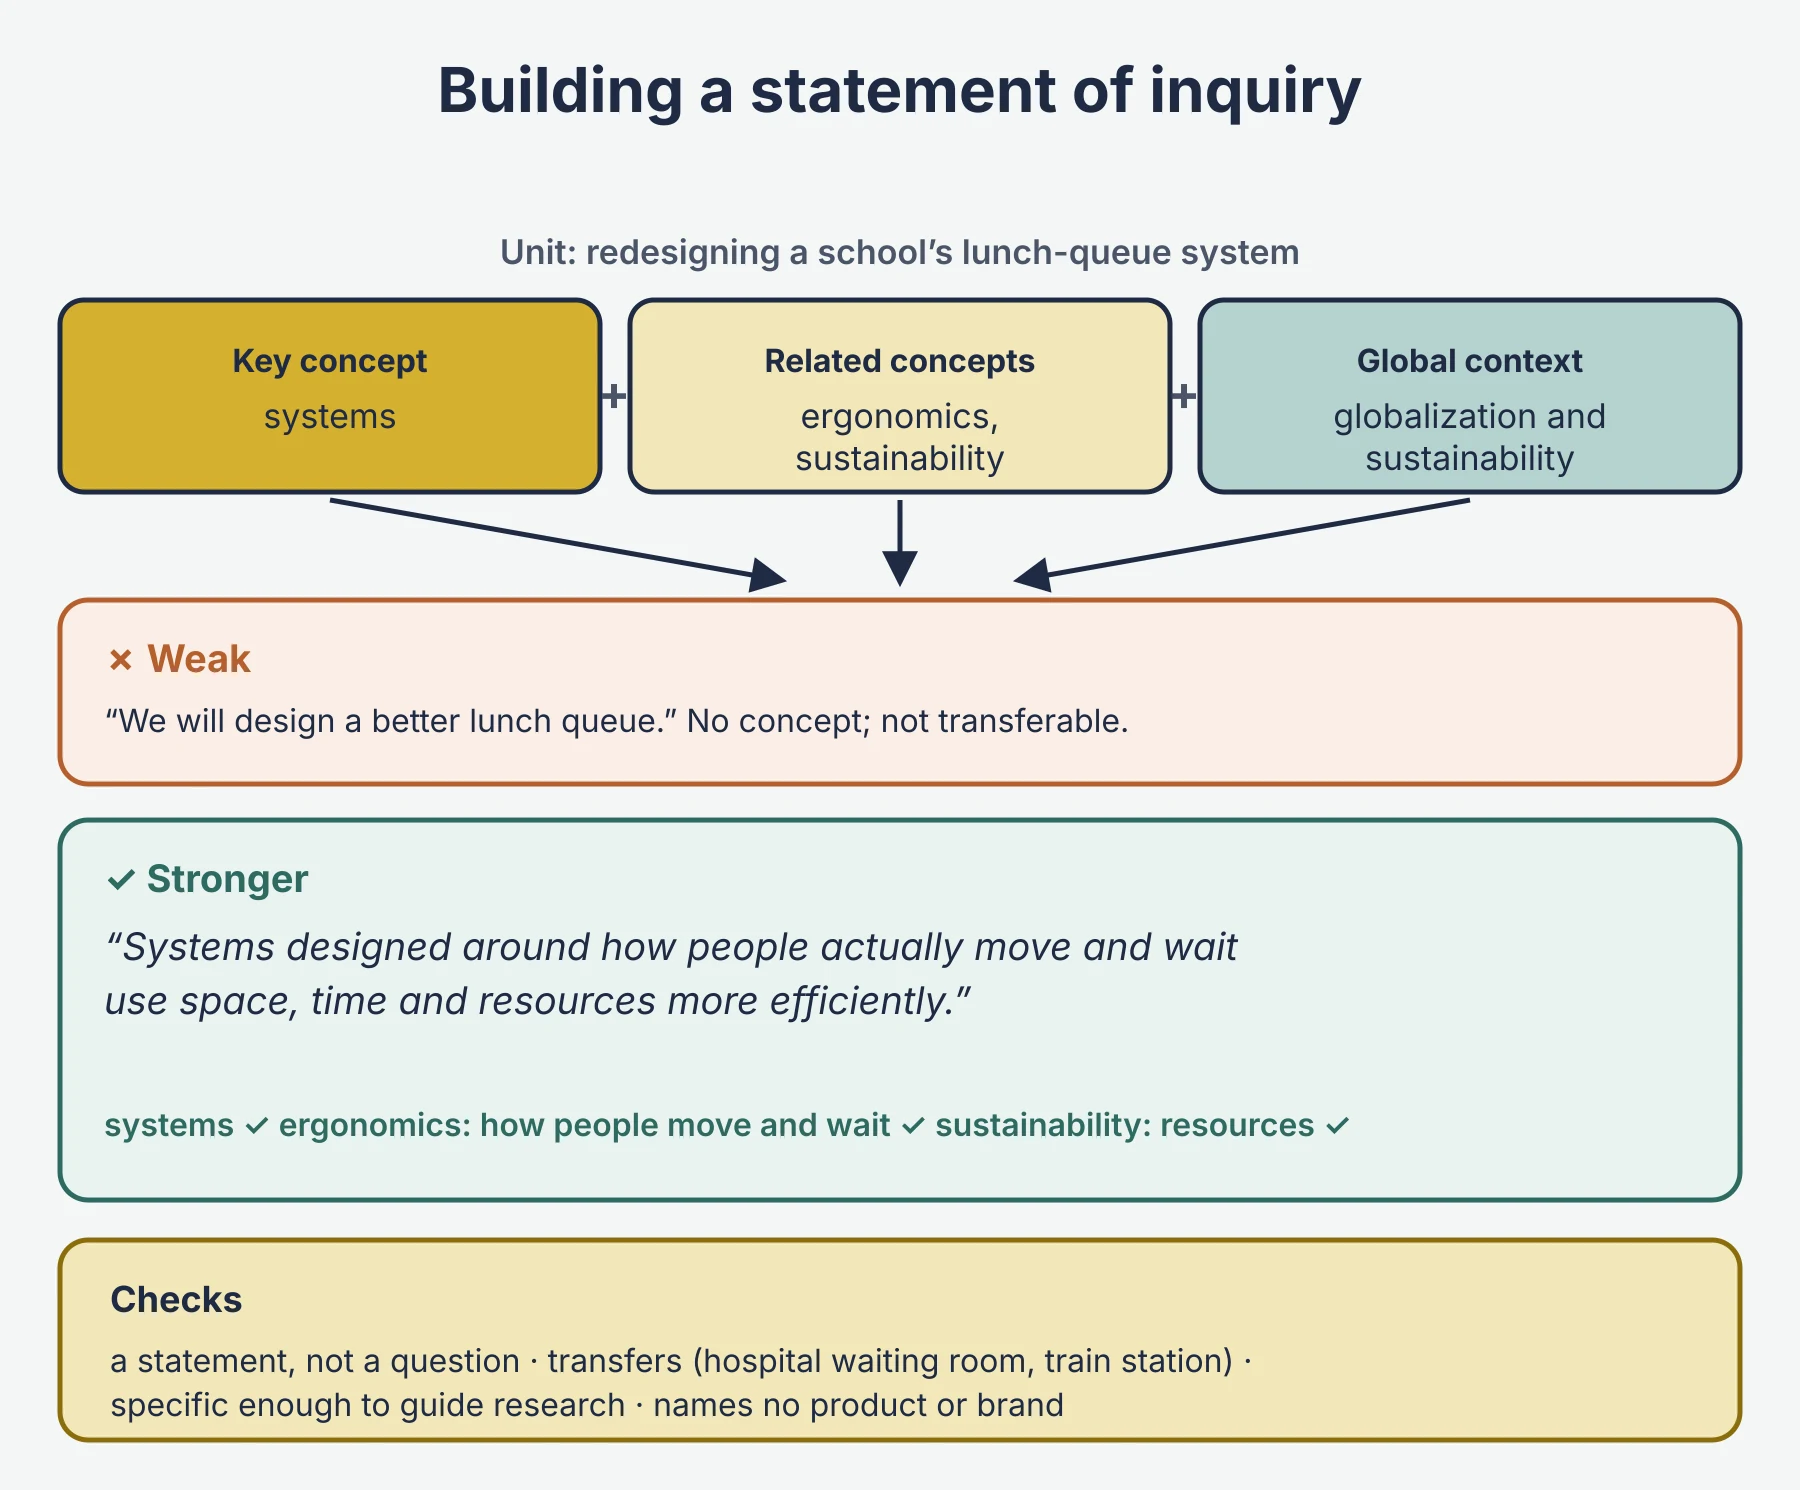 Building a statement of inquiry
Unit: redesigning a school’s lunch-queue system
Key concept
systems
+
Related concepts
ergonomics,
sustainability
+
Global context
globalization and
sustainability
× Weak
“We will design a better lunch queue.” No concept; not transferable.
✓ Stronger
“Systems designed around how people actually move and wait
use space, time and resources more efficiently.”
systems ✓ ergonomics: how people move and wait ✓ sustainability: resources ✓
Checks
a statement, not a question · transfers (hospital waiting room, train station) ·
specific enough to guide research · names no product or brand